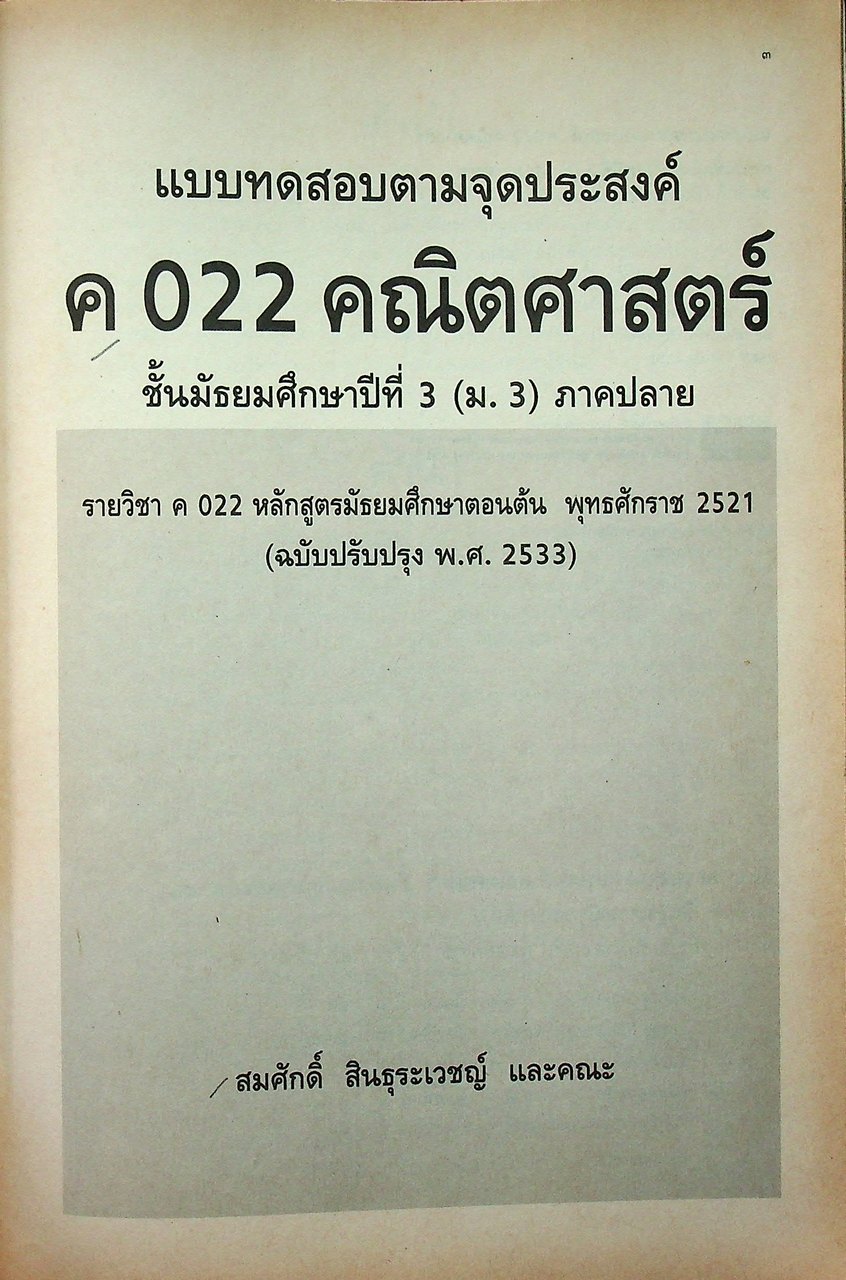 ๓
แบบทดสอบตามจุดประสงค์
ค 022 คณิตศาสตร์
ชั้นมัธยมศึกษาปีที่ 3 (ม. 3) ภาคปลาย
รายวิชา ค 022 หลักสูตรมัธยมศึกษาตอนต้น พุทธศักราช 2521
(ฉบับปรับปรุง พ.ศ. 2533)
สมศักดิ์ สินธุระเวชญ์ และคณะ